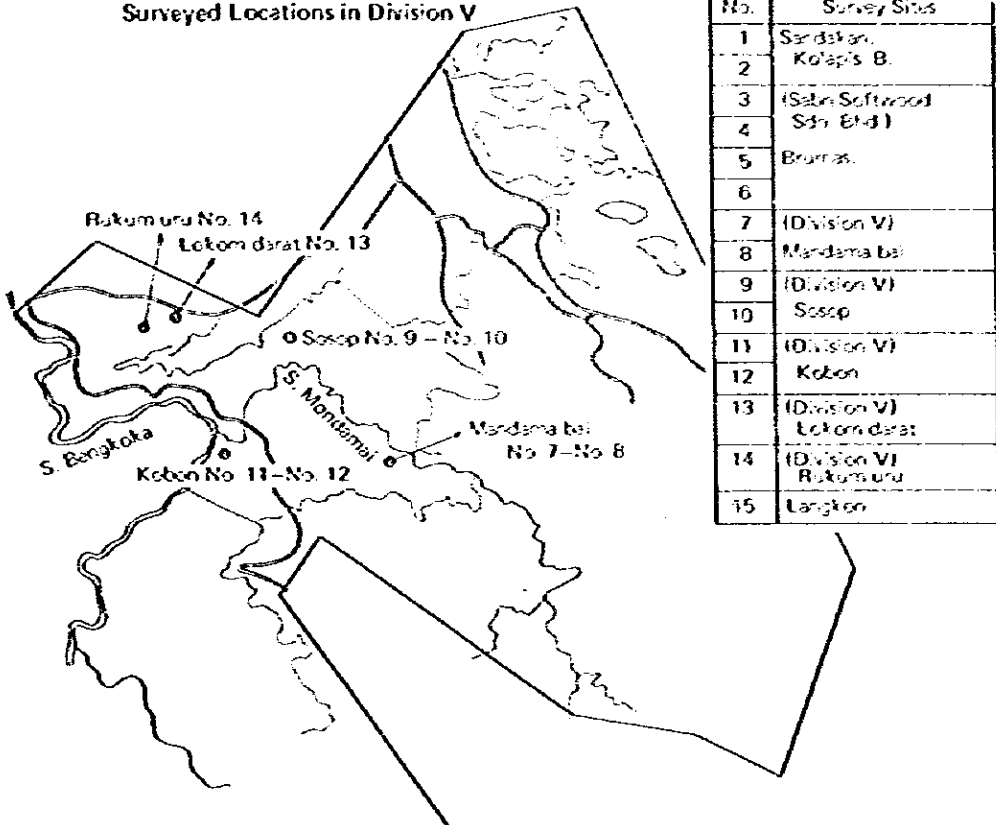 Surveyed Locations in Division V
No. Survey Sites
1 Sandakan,
2 Kolapis B.
3 (Sabn Softwood
4 Sdn. Bhd.)
5 Brumas.
6
7 (Division V)
8 Mandama bai
9 (Division V)
10 Sosop
11 (Division V)
12 Kobon
13 (Division V)
Lokom darat
14 (Division V)
Rukum uru
15 Langkon
Rukum uru No. 14
Lokom darat No. 13
Sosop No. 9 – No. 10
S. Mondamai
Mandama bai
No. 7–No. 8
S. Bengkoka
Kobon No. 11–No. 12